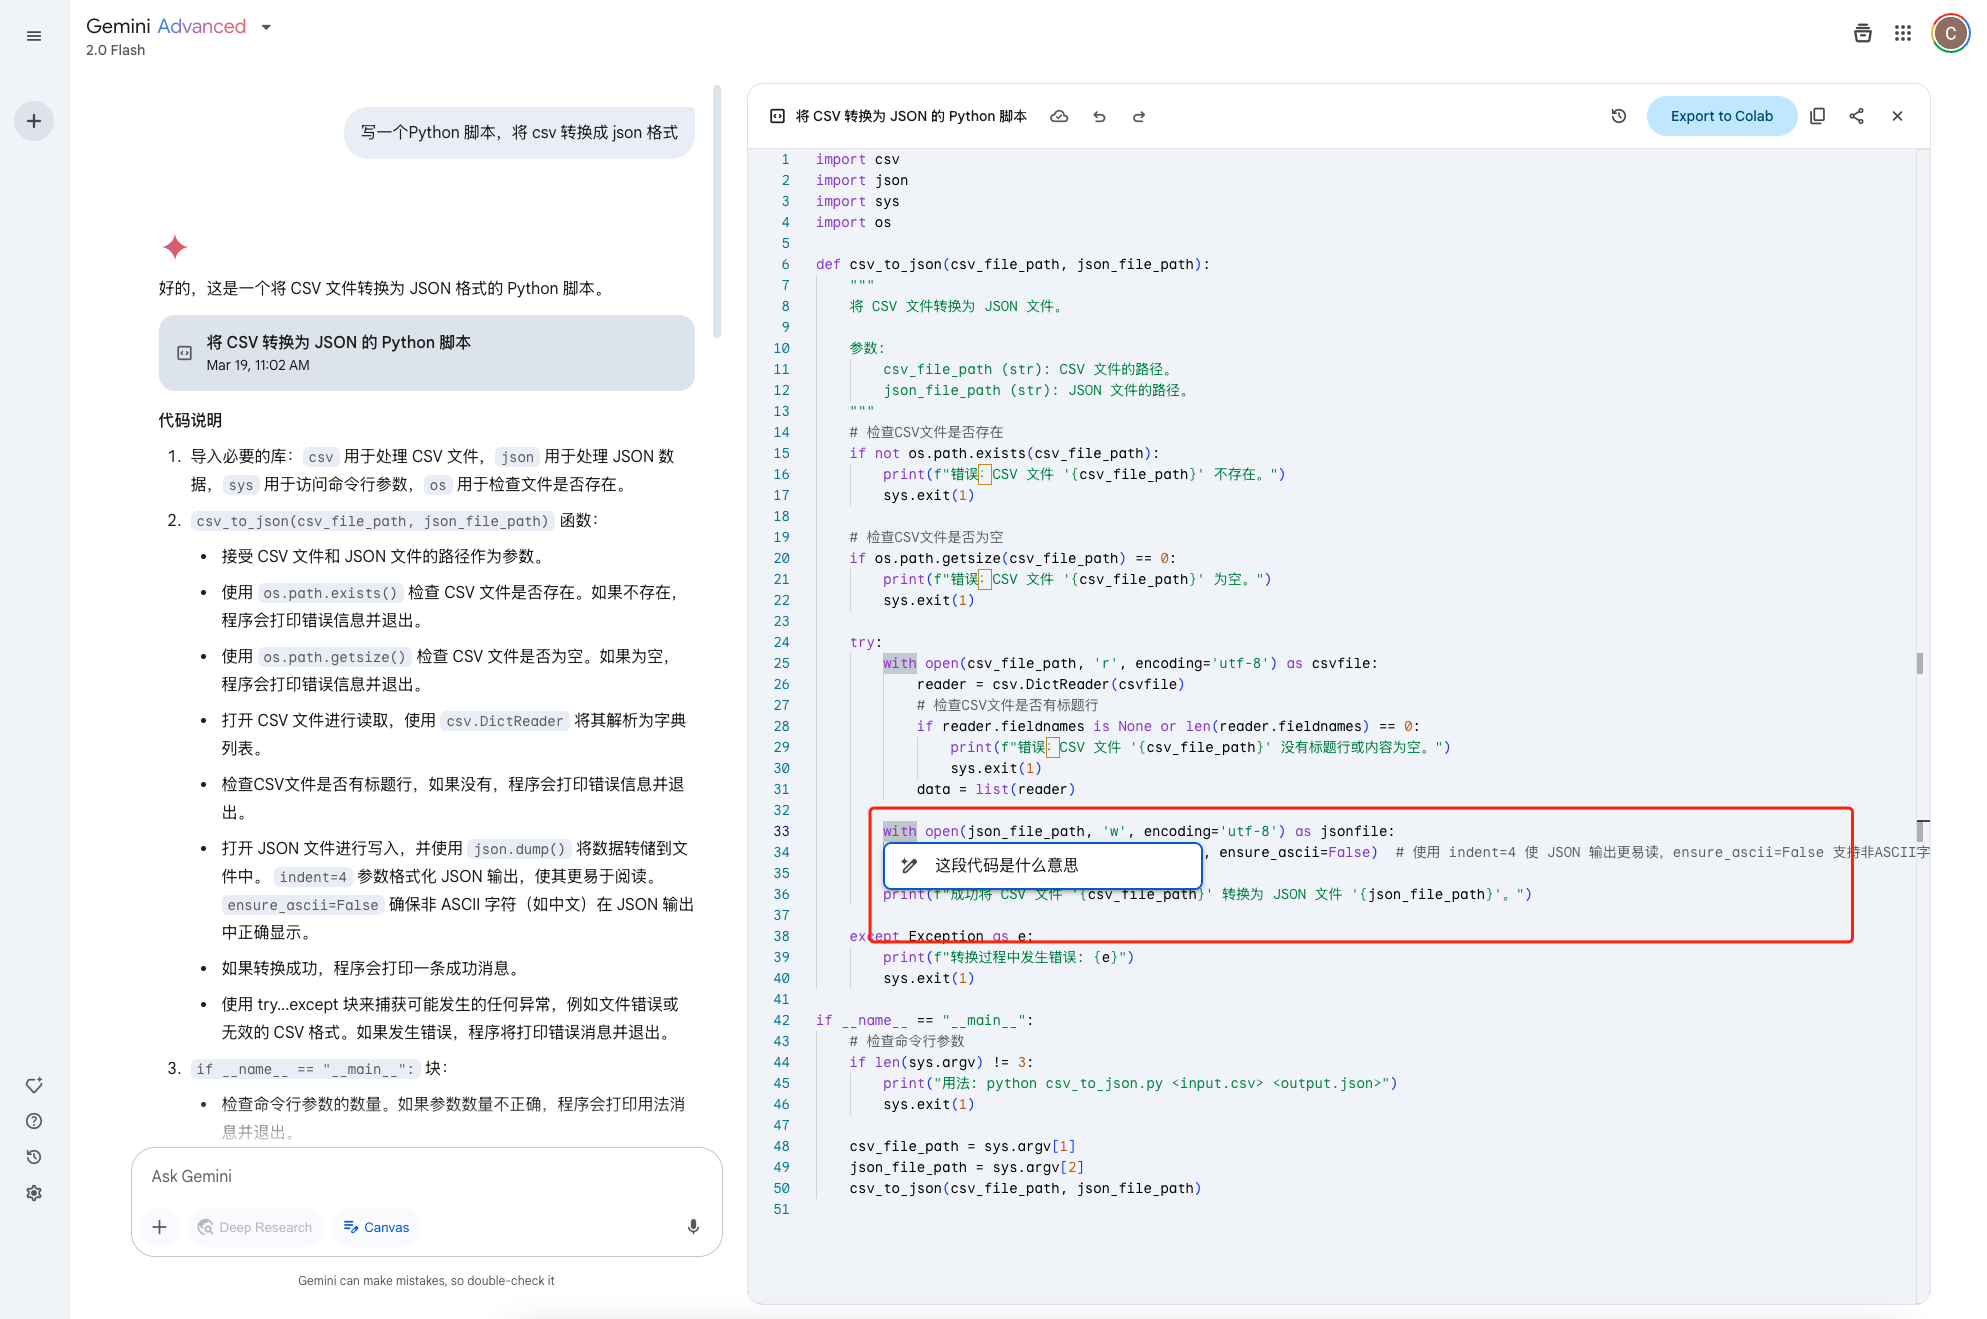 Gemini Advanced
2.0 Flash
C
写一个Python 脚本，将 csv 转换成 json 格式
好的，这是一个将 CSV 文件转换为 JSON 格式的 Python 脚本。
将 CSV 转换为 JSON 的 Python 脚本
Mar 19, 11:02 AM
代码说明
1. 导入必要的库： csv 用于处理 CSV 文件， json 用于处理 JSON 数
据， sys 用于访问命令行参数， os 用于检查文件是否存在。
2. csv_to_json(csv_file_path, json_file_path) 函数：
• 接受 CSV 文件和 JSON 文件的路径作为参数。
• 使用 os.path.exists() 检查 CSV 文件是否存在。如果不存在，
程序会打印错误信息并退出。
• 使用 os.path.getsize() 检查 CSV 文件是否为空。如果为空，
程序会打印错误信息并退出。
• 打开 CSV 文件进行读取，使用 csv.DictReader 将其解析为字典
列表。
• 检查CSV文件是否有标题行，如果没有，程序会打印错误信息并退
出。
• 打开 JSON 文件进行写入，并使用 json.dump() 将数据转储到文
件中。 indent=4 参数格式化 JSON 输出，使其更易于阅读。
ensure_ascii=False 确保非 ASCII 字符（如中文）在 JSON 输出
中正确显示。
• 如果转换成功，程序会打印一条成功消息。
• 使用 try...except 块来捕获可能发生的任何异常，例如文件错误或
无效的 CSV 格式。如果发生错误，程序将打印错误消息并退出。
3. if __name__ == "__main__": 块：
• 检查命令行参数的数量。如果参数数量不正确，程序会打印用法消
息并退出。
Ask Gemini
Deep Research
Canvas
Gemini can make mistakes, so double-check it
将 CSV 转换为 JSON 的 Python 脚本
Export to Colab
1 import csv
2 import json
3 import sys
4 import os
5
6 def csv_to_json(csv_file_path, json_file_path):
7 """
8 将 CSV 文件转换为 JSON 文件。
9
10 参数:
11 csv_file_path (str): CSV 文件的路径。
12 json_file_path (str): JSON 文件的路径。
13 """
14 # 检查CSV文件是否存在
15 if not os.path.exists(csv_file_path):
16 print(f"错误：CSV 文件 '{csv_file_path}' 不存在。")
17 sys.exit(1)
18
19 # 检查CSV文件是否为空
20 if os.path.getsize(csv_file_path) == 0:
21 print(f"错误：CSV 文件 '{csv_file_path}' 为空。")
22 sys.exit(1)
23
24 try:
25 with open(csv_file_path, 'r', encoding='utf-8') as csvfile:
26 reader = csv.DictReader(csvfile)
27 # 检查CSV文件是否有标题行
28 if reader.fieldnames is None or len(reader.fieldnames) == 0:
29 print(f"错误：CSV 文件 '{csv_file_path}' 没有标题行或内容为空。")
30 sys.exit(1)
31 data = list(reader)
32
33 with open(json_file_path, 'w', encoding='utf-8') as jsonfile:
34 , ensure_ascii=False) # 使用 indent=4 使 JSON 输出更易读，ensure_ascii=False 支持非ASCII字
这段代码是什么意思
35
36 print(f"成功将 CSV 文件 '{csv_file_path}' 转换为 JSON 文件 '{json_file_path}'。")
37
38 except Exception as e:
39 print(f"转换过程中发生错误: {e}")
40 sys.exit(1)
41
42 if __name__ == "__main__":
43 # 检查命令行参数
44 if len(sys.argv) != 3:
45 print("用法: python csv_to_json.py <input.csv> <output.json>")
46 sys.exit(1)
47
48 csv_file_path = sys.argv[1]
49 json_file_path = sys.argv[2]
50 csv_to_json(csv_file_path, json_file_path)
51